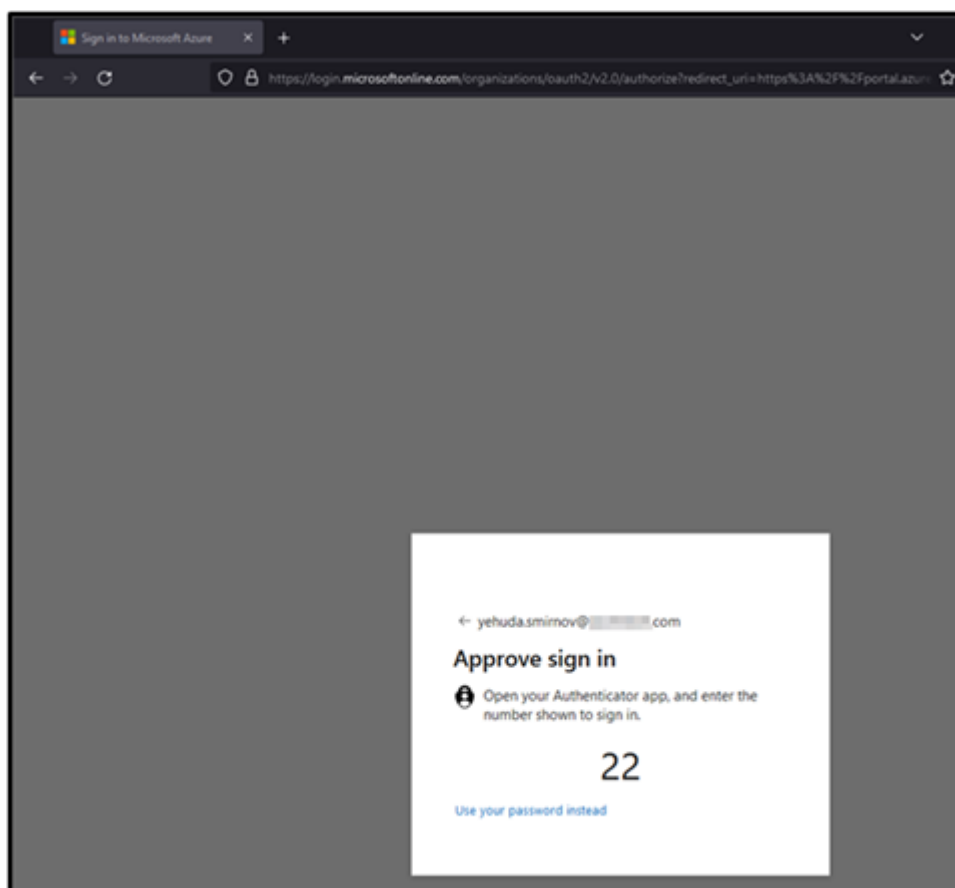 Sign in to Microsoft Azure
https://login.microsoftonline.com/organizations/oauth2/v2.0/authorize?redirect_uri=https%3A%2F%2Fportal.azur
yehuda.smirnov@ .com
Approve sign in
Open your Authenticator app, and enter the
number shown to sign in.
22
Use your password instead